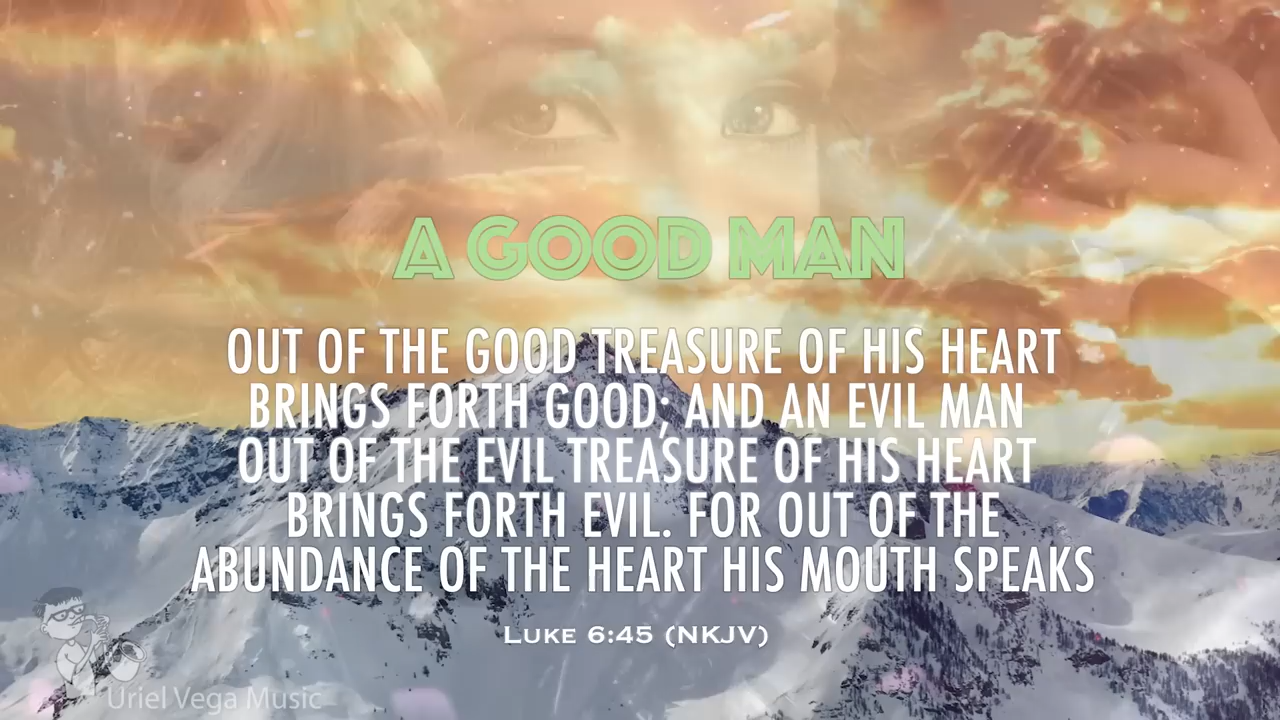 A GOOD MAN
OUT OF THE GOOD TREASURE OF HIS HEART
BRINGS FORTH GOOD; AND AN EVIL MAN
OUT OF THE EVIL TREASURE OF HIS HEART
BRINGS FORTH EVIL. FOR OUT OF THE
ABUNDANCE OF THE HEART HIS MOUTH SPEAKS
LUKE 6:45 (NKJV)
Uriel Vega Music